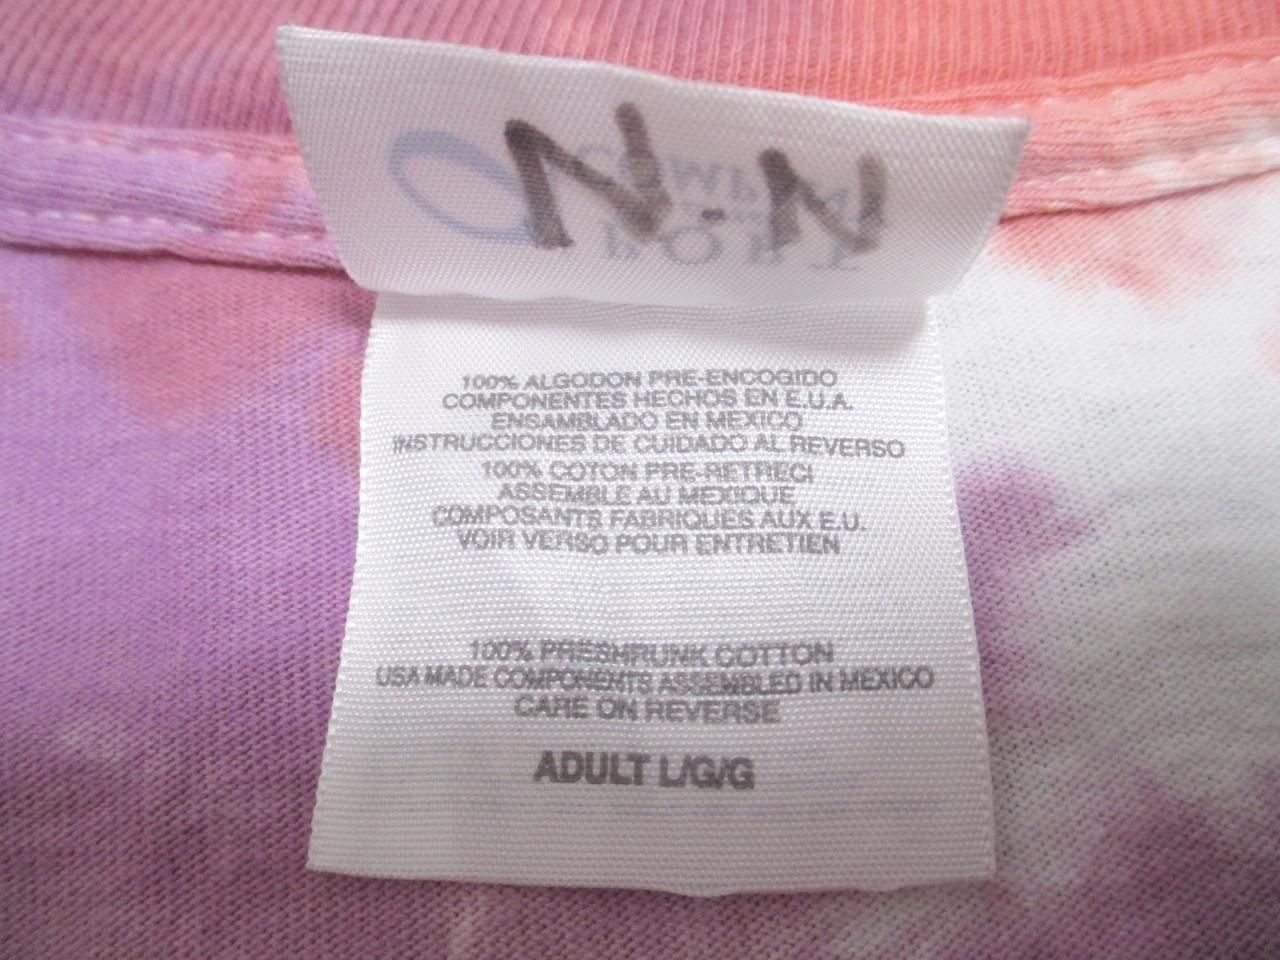 N.N.
100% ALGODON PRE-ENCOGIDO
COMPONENTES HECHOS EN E.U.A.
ENSAMBLADO EN MEXICO
INSTRUCCIONES DE CUIDADO AL REVERSO
100% COTON PRE-RETRECI
ASSEMBLE AU MEXIQUE
COMPOSANTS FABRIQUES AUX E.U.
VOIR VERSO POUR ENTRETIEN
100% PRESHRUNK COTTON
USA MADE COMPONENTS ASSEMBLED IN MEXICO
CARE ON REVERSE
ADULT L/G/G